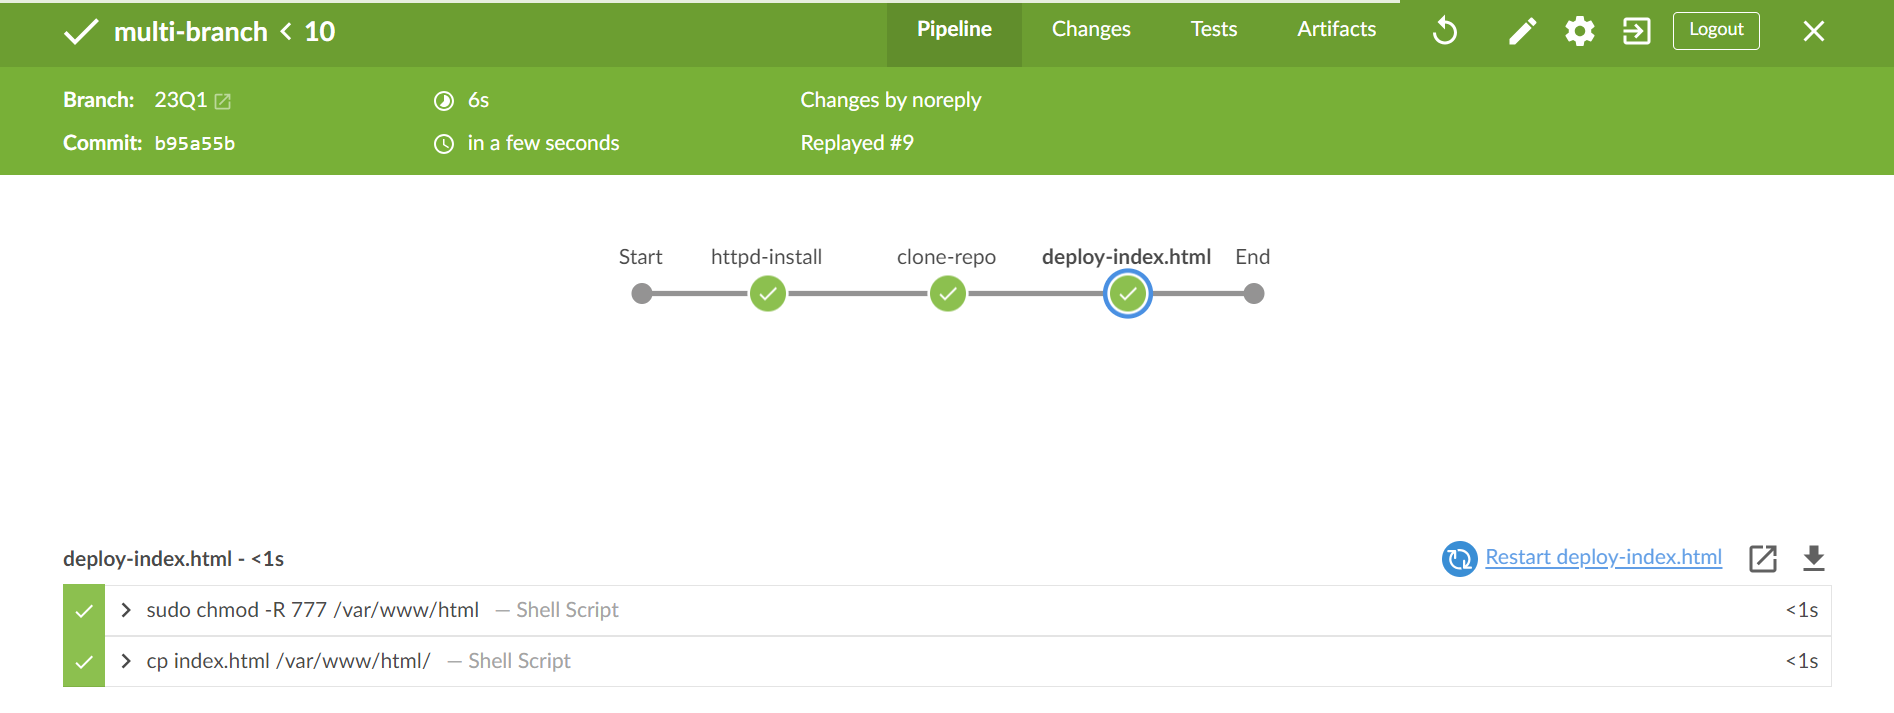 multi-branch < 10
Pipeline
Changes
Tests
Artifacts
Logout
Branch: 23Q1
6s
Changes by noreply
Commit: b95a55b
in a few seconds
Replayed #9
Start
httpd-install
clone-repo
deploy-index.html
End
deploy-index.html - <1s
Restart deploy-index.html
sudo chmod -R 777 /var/www/html — Shell Script
<1s
cp index.html /var/www/html/ — Shell Script
<1s